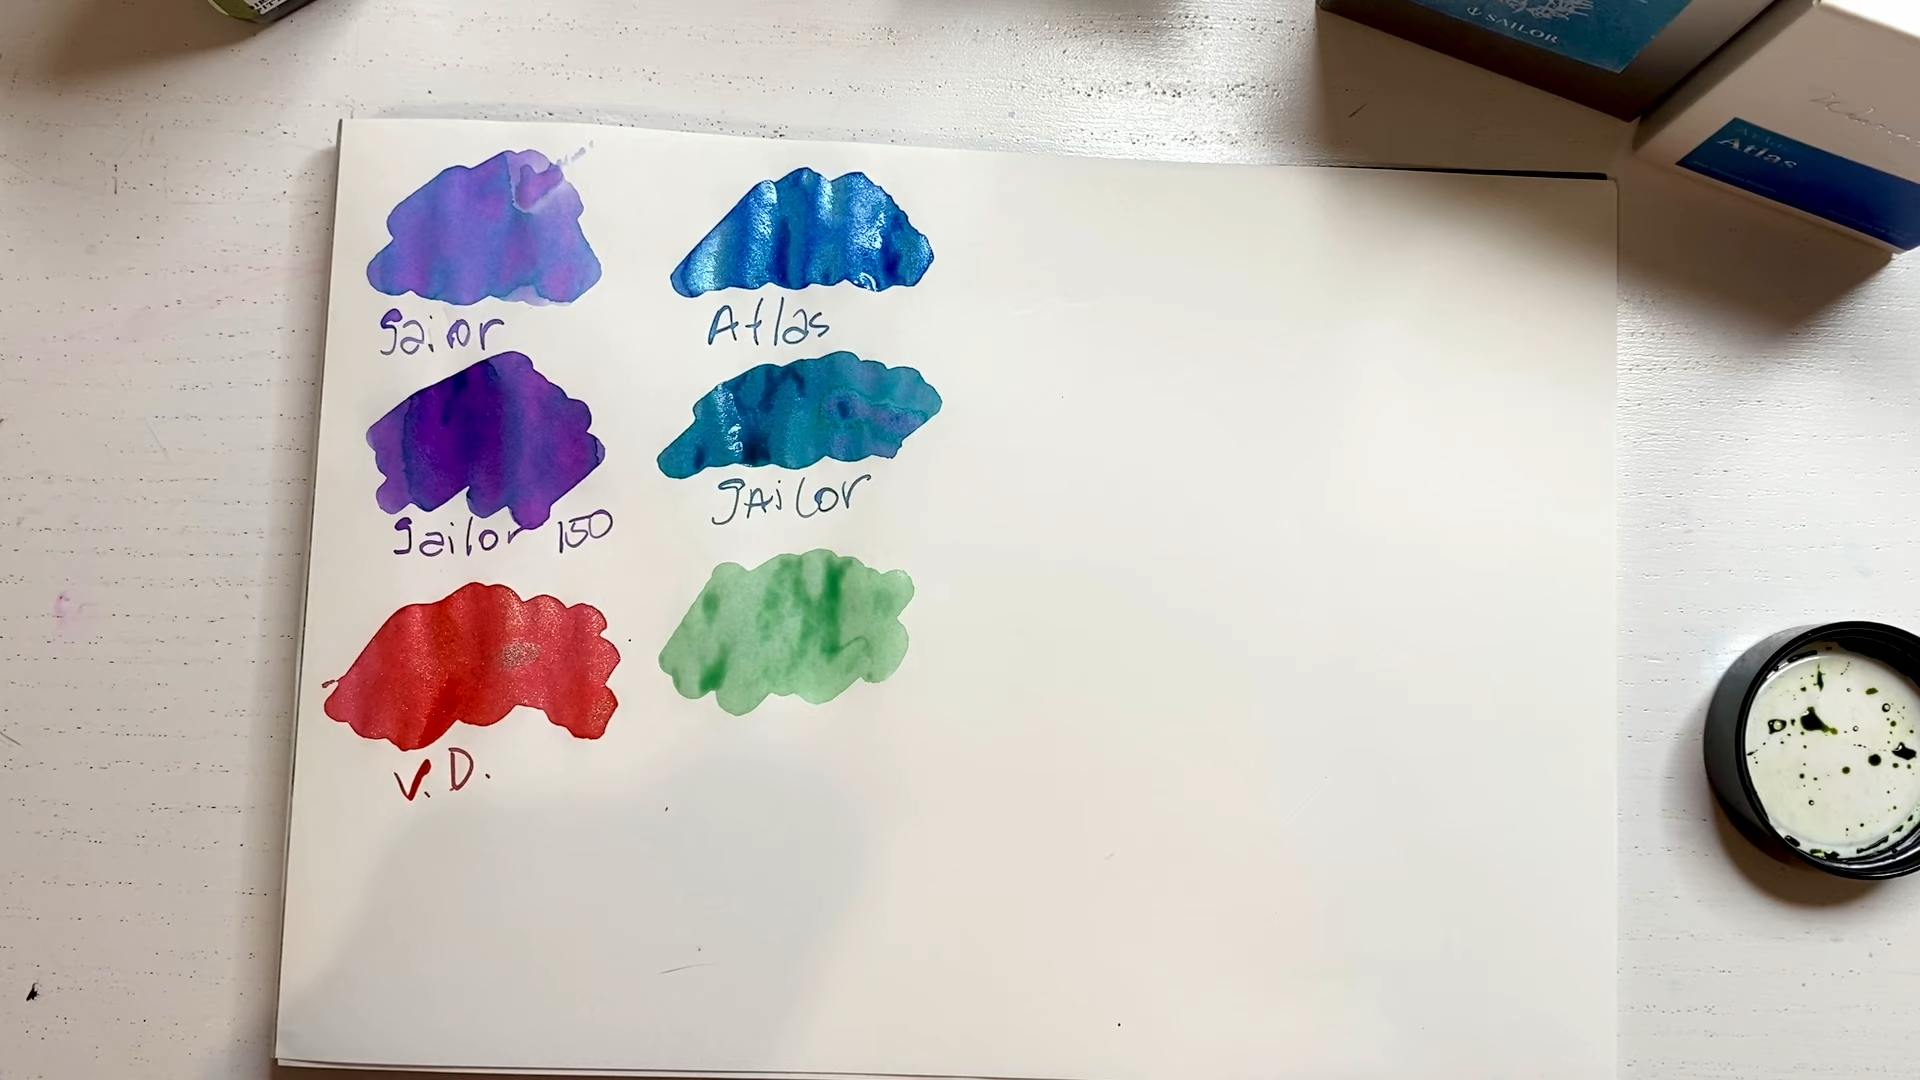 SAILOR
Atlas
Sailor
Atlas
Sailor 150
SAilor
V. D.